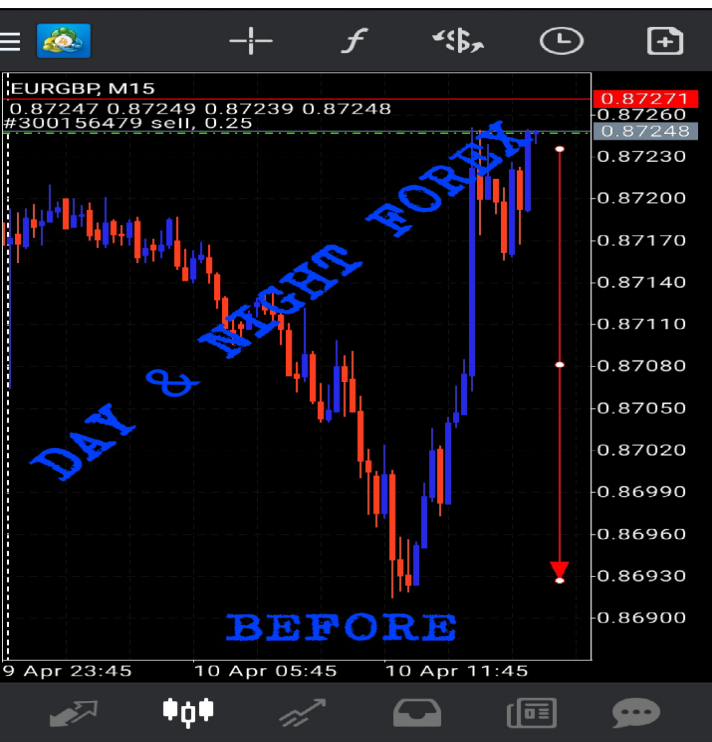 EURGBP, M15
0.87247 0.87249 0.87239 0.87248
#300156479 sell, 0.25
0.87271
0.87260
0.87248
0.87230
0.87200
0.87170
0.87140
0.87110
0.87080
0.87050
0.87020
0.86990
0.86960
0.86930
0.86900
DAY & NIGHT FOREX
BEFORE
9 Apr 23:45 10 Apr 05:45 10 Apr 11:45